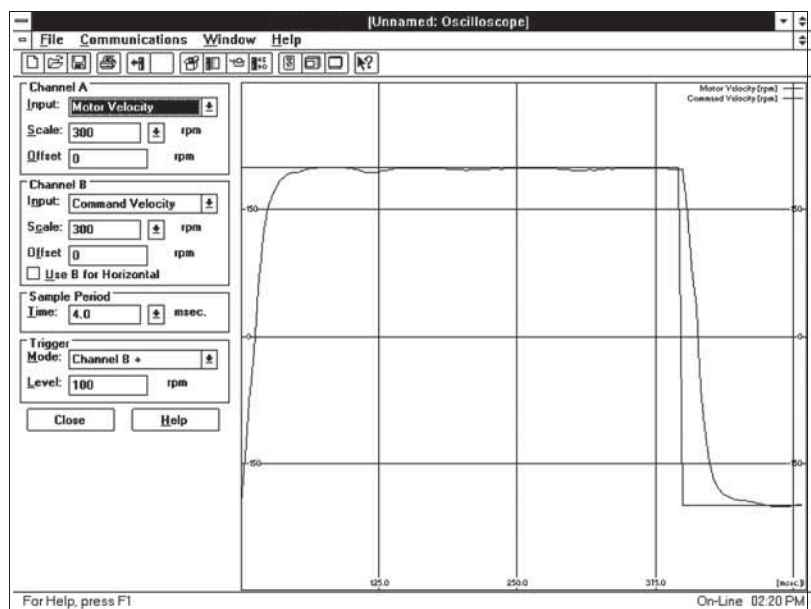 [Unnamed: Oscilloscope]
File Communications Window Help
Channel A
Input: Motor Velocity
Scale: 300 rpm
Offset 0 rpm
Channel B
Input: Command Velocity
Scale: 300 rpm
Offset 0 rpm
Use B for Horizontal
Sample Period
Time: 4.0 msec.
Trigger
Mode: Channel B +
Level: 100 rpm
Close Help
Motor Velocity [rpm]
Command Velocity [rpm]
150 150
0 0
-150 -150
125.0 250.0 375.0 [msec.]
For Help, press F1 On-Line 02:20 PM